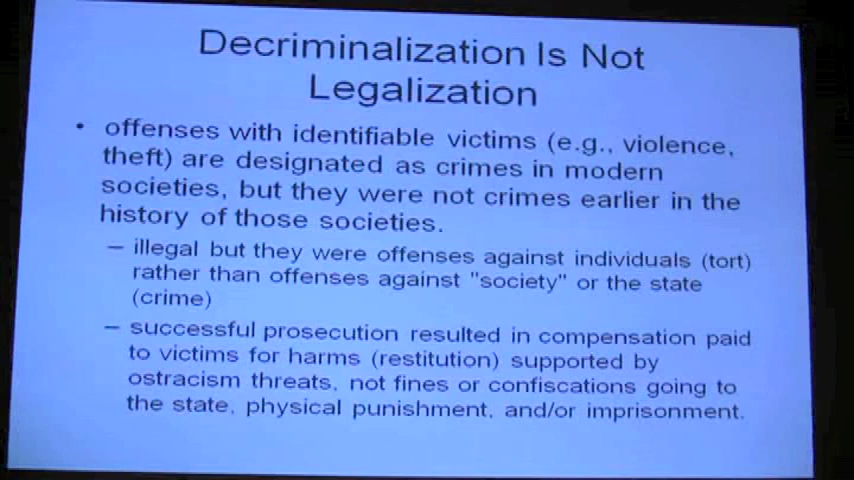 Decriminalization Is Not
Legalization
• offenses with identifiable victims (e.g., violence,
theft) are designated as crimes in modern
societies, but they were not crimes earlier in the
history of those societies.
– illegal but they were offenses against individuals (tort)
rather than offenses against "society" or the state
(crime)
– successful prosecution resulted in compensation paid
to victims for harms (restitution) supported by
ostracism threats, not fines or confiscations going to
the state, physical punishment, and/or imprisonment.